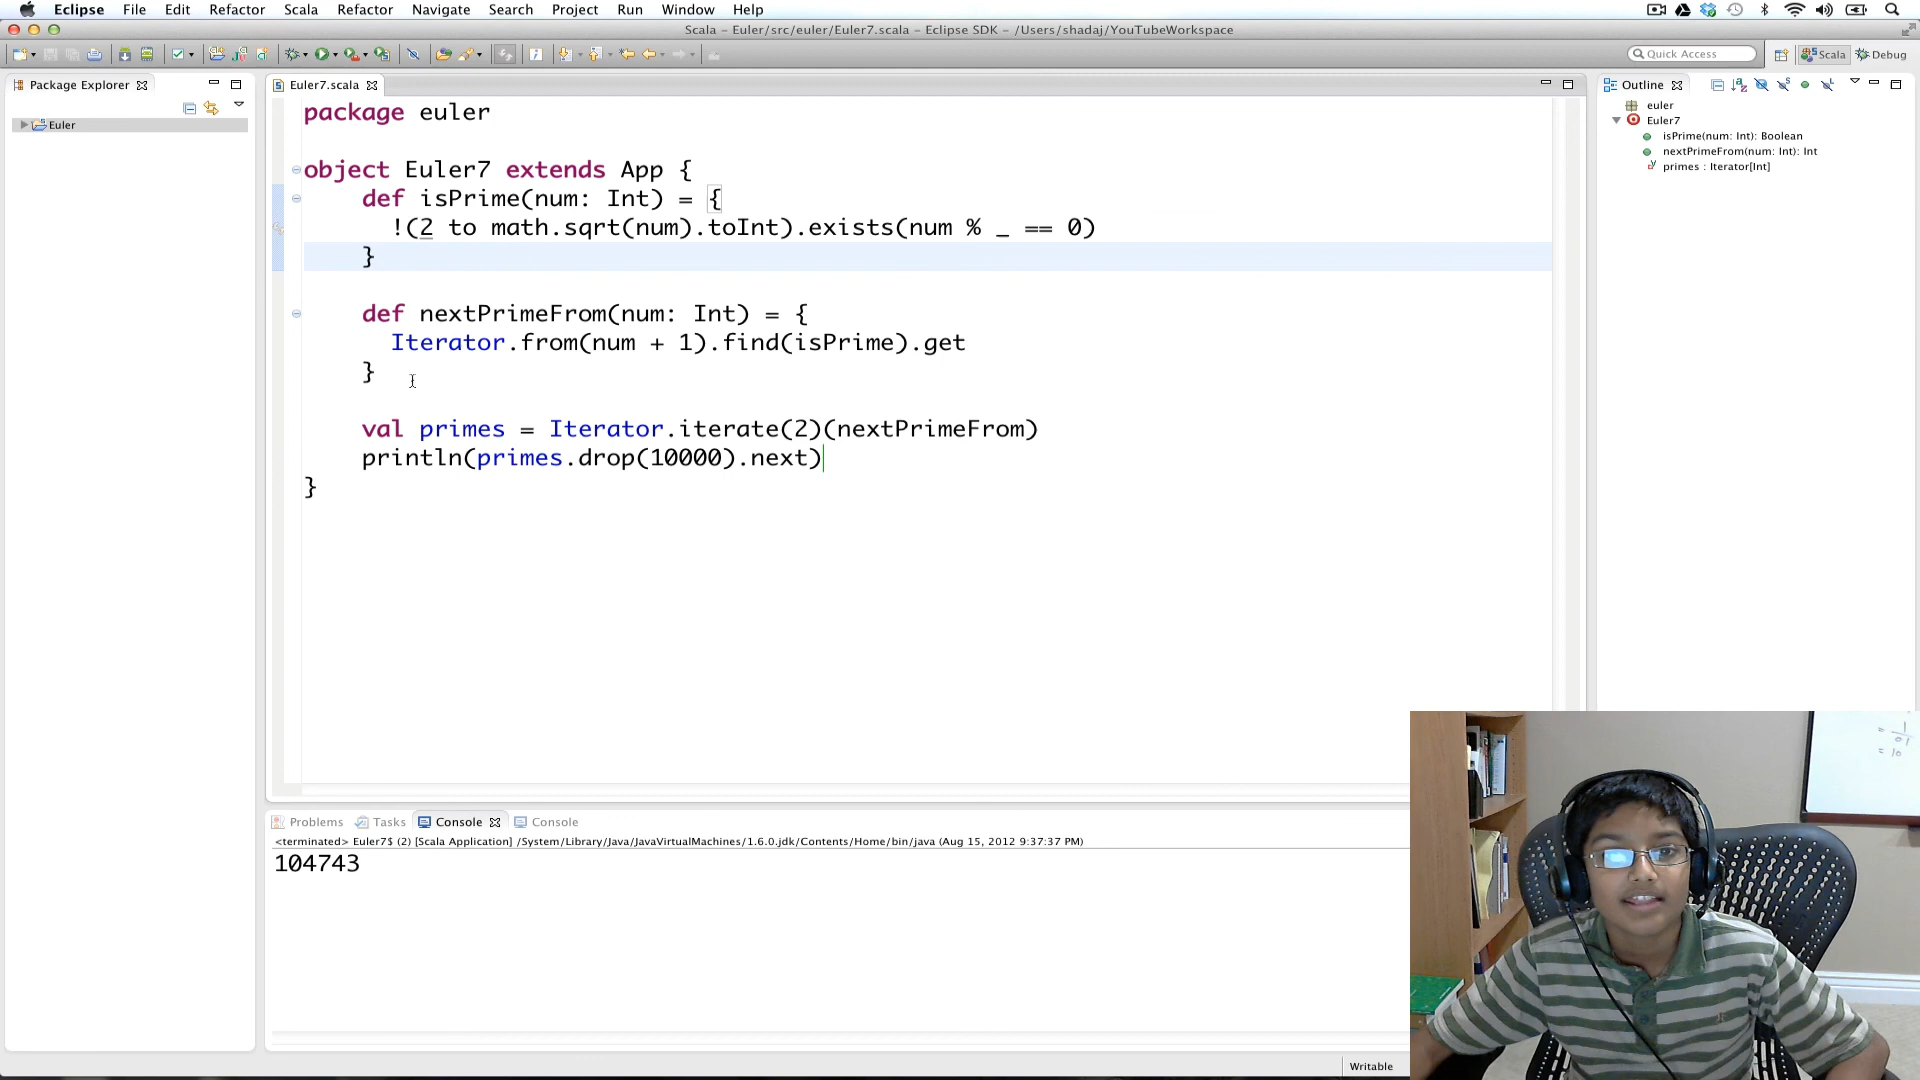 Eclipse File Edit Refactor Scala Refactor Navigate Search Project Run Window Help
Scala – Euler/src/euler/Euler7.scala – Eclipse SDK – /Users/shadaj/YouTubeWorkspace
Quick Access
Scala
Debug
Package Explorer
Euler
Euler7.scala
package euler
object Euler7 extends App {
def isPrime(num: Int) = {
!(2 to math.sqrt(num).toInt).exists(num % _ == 0)
}
def nextPrimeFrom(num: Int) = {
Iterator.from(num + 1).find(isPrime).get
}
val primes = Iterator.iterate(2)(nextPrimeFrom)
println(primes.drop(10000).next)
}
Outline
euler
Euler7
isPrime(num: Int): Boolean
nextPrimeFrom(num: Int): Int
primes : Iterator[Int]
Problems Tasks Console Console
<terminated> Euler7$ (2) [Scala Application] /System/Library/Java/JavaVirtualMachines/1.6.0.jdk/Contents/Home/bin/java (Aug 15, 2012 9:37:37 PM)
104743
Writable
= 10